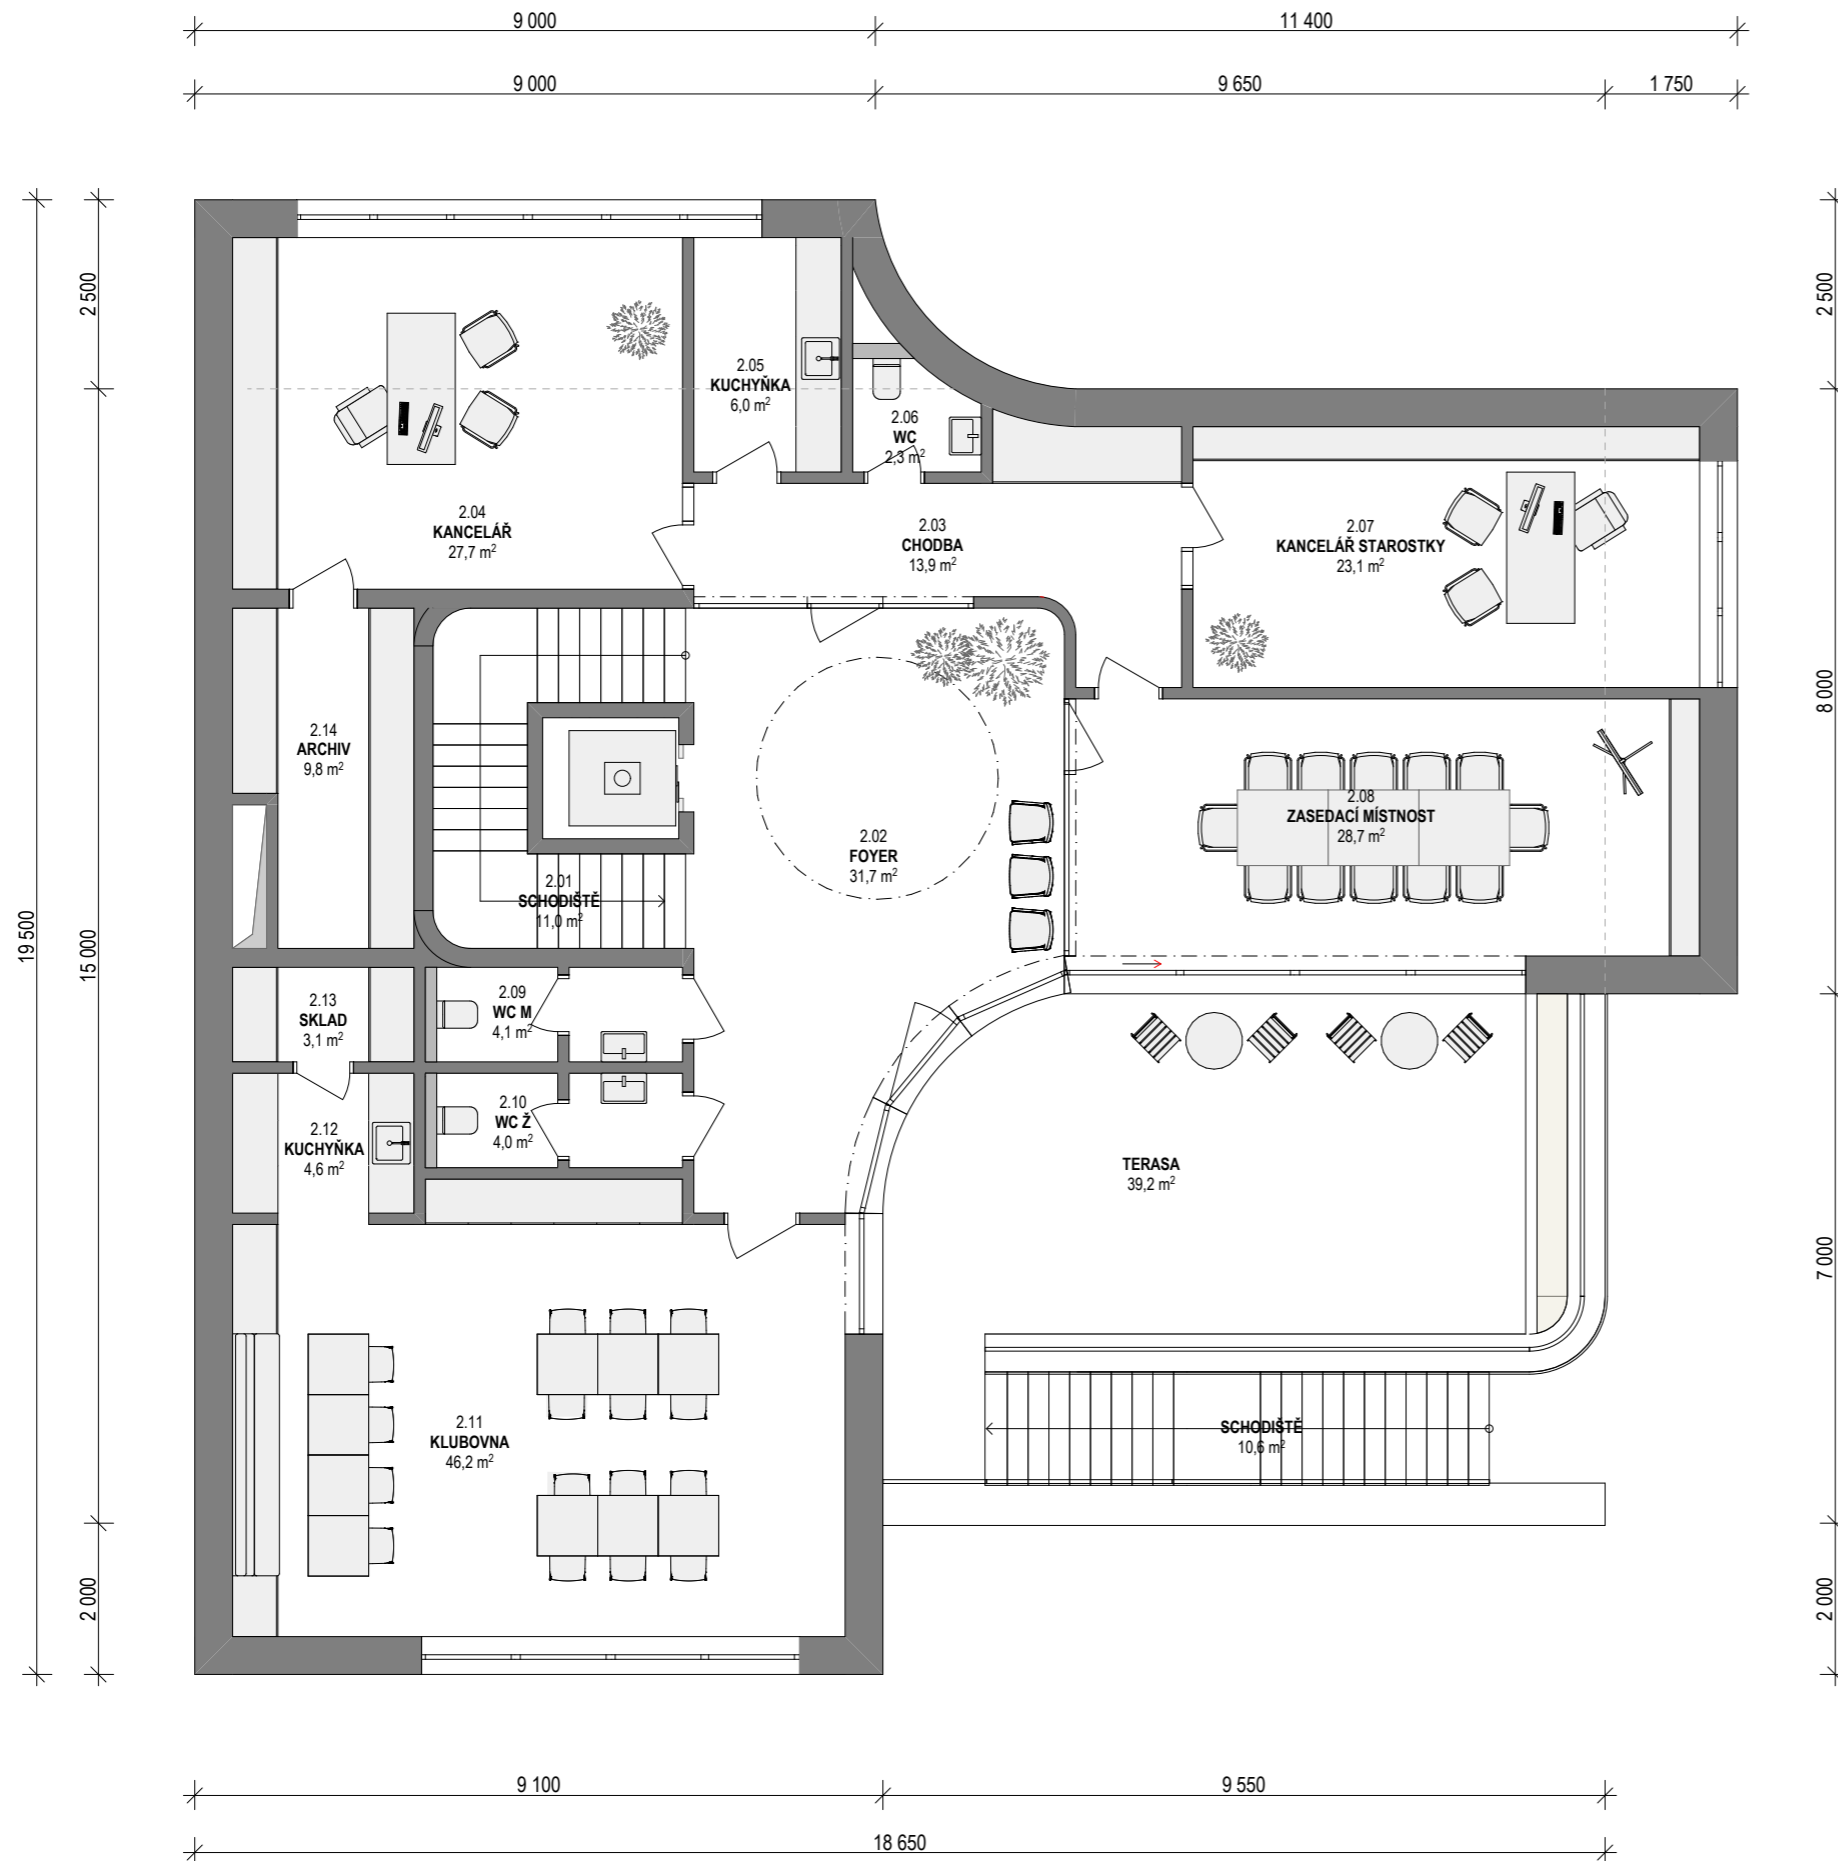 9 000
11 400
9 000
9 650
1 750
2 500
2 500
2.05
KUCHYŇKA
6,0 m²
2.06
WC
2,3 m²
2.04
KANCELÁŘ
27,7 m²
2.03
CHODBA
13,9 m²
2.07
KANCELÁŘ STAROSTKY
23,1 m²
8 000
2.14
ARCHIV
9,8 m²
2.08
ZASEDACÍ MÍSTNOST
28,7 m²
2.02
FOYER
31,7 m²
2.01
SCHODIŠTĚ
11,0 m²
19 500
15 000
2.13
SKLAD
3,1 m²
2.09
WC M
4,1 m²
2.10
WC Ž
4,0 m²
2.12
KUCHYŇKA
4,6 m²
TERASA
39,2 m²
7 000
2.11
KLUBOVNA
46,2 m²
SCHODIŠTĚ
10,6 m²
2 000
2 000
9 100
9 550
18 650